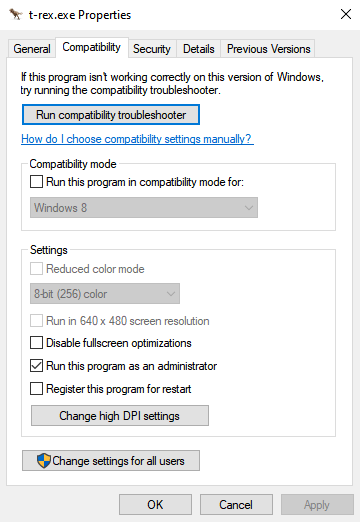 t-rex.exe Properties
General Compatibility Security Details Previous Versions
If this program isn't working correctly on this version of Windows,
try running the compatibility troubleshooter.
Run compatibility troubleshooter
How do I choose compatibility settings manually?
Compatibility mode
Run this program in compatibility mode for:
Windows 8
Settings
Reduced color mode
8-bit (256) color
Run in 640 x 480 screen resolution
Disable fullscreen optimizations
Run this program as an administrator
Register this program for restart
Change high DPI settings
Change settings for all users
OK Cancel Apply